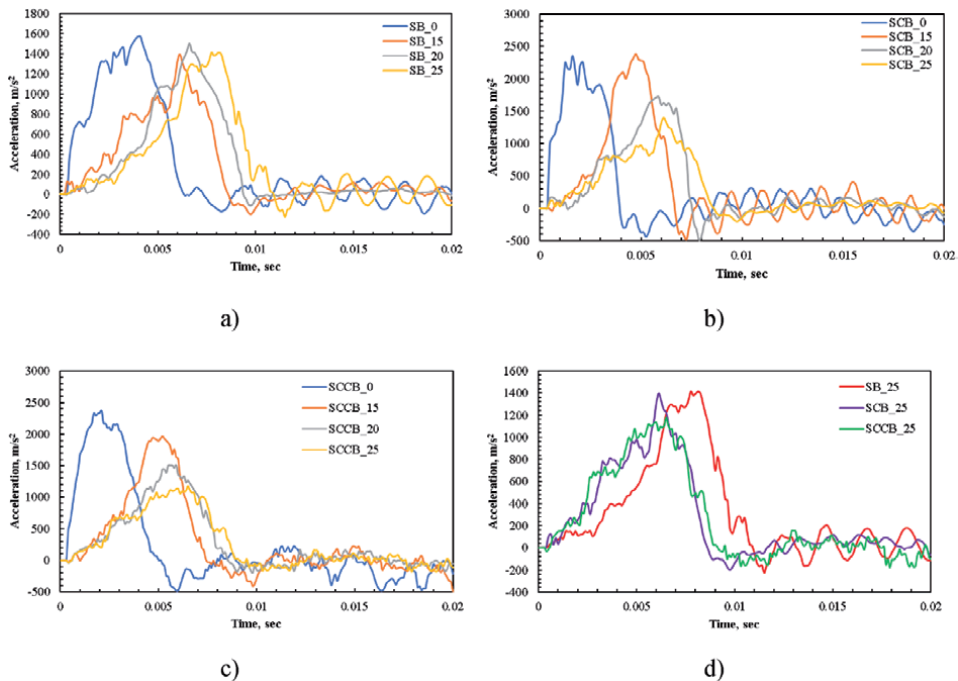 1800
1600
1400
1200
1000
800
600
400
200
0
-200
-400
Acceleration, m/s²
SB_0
SB_15
SB_20
SB_25
0
0.005
0.01
0.015
0.02
Time, sec
a)
3000
2500
2000
1500
1000
500
0
-500
Acceleration, m/s²
SCB_0
SCB_15
SCB_20
SCB_25
0
0.005
0.01
0.015
0.02
Time, sec
b)
3000
2500
2000
1500
1000
500
0
-500
Acceleration, m/s²
SCCB_0
SCCB_15
SCCB_20
SCCB_25
0
0.005
0.01
0.015
0.02
Time, sec
c)
1600
1400
1200
1000
800
600
400
200
0
-200
-400
Acceleration, m/s²
SB_25
SCB_25
SCCB_25
0
0.005
0.01
0.015
0.02
Time, sec
d)